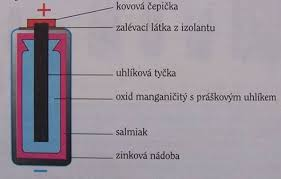 +
kovová čepička
zalévací látka z izolantu
uhlíková tyčka
oxid manganičitý s práškovým uhlíkem
salmiak
zinková nádoba
−